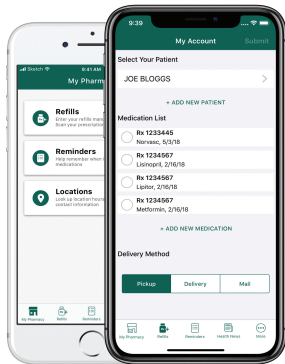 Sketch
8:41 AM
My Pharm
Refills
Enter your refills man
Scan your prescription
Reminders
Help remember when
medications
Locations
Look up location hours
contact information
My Pharmacy
Refills
Reminders
9:39
My Account
Submit
Select Your Patient
JOE BLOGGS
+ ADD NEW PATIENT
Medication List
Rx 1233445
Norvasc, 5/3/18
Rx 1234567
Lisinopril, 2/16/18
Rx 1234567
Lipitor, 2/16/18
Rx 1234567
Metformin, 2/16/18
+ ADD NEW MEDICATION
Delivery Method
Pickup
Delivery
Mail
My Pharmacy
Refills
Reminders
Health News
More